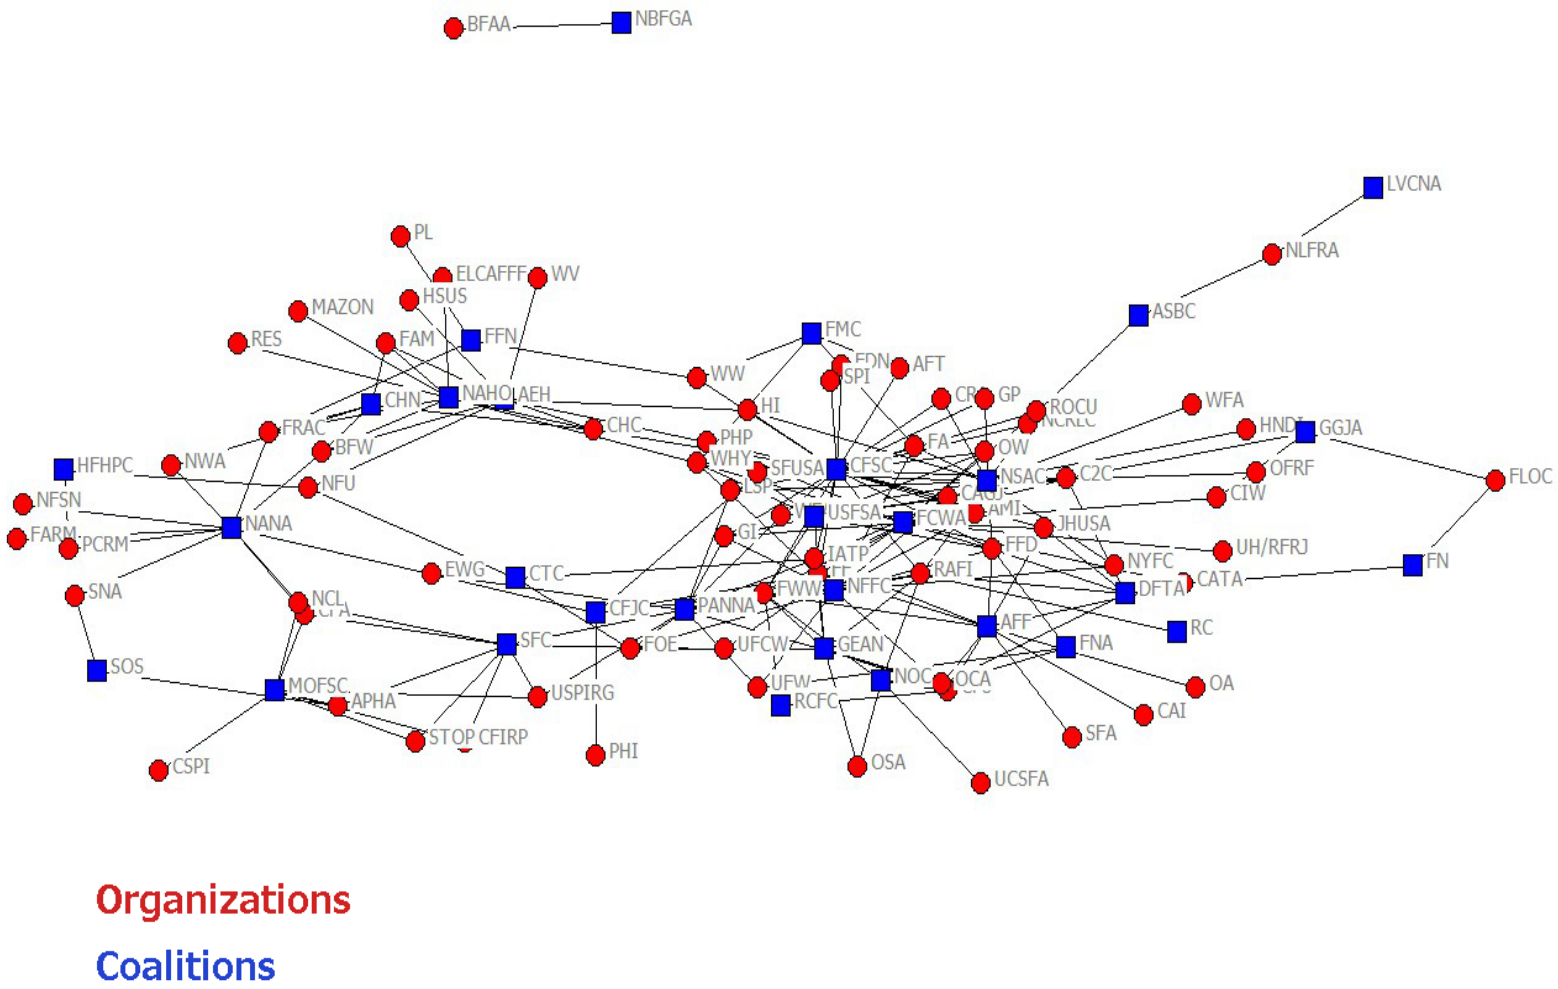 BFAA
NBFGA
LVCNA
PL
NLFRA
ELCAFFF
WV
HSUS
MAZON
ASBC
RES
FAM
FFN
FMC
WW
SPI
AFT
NAHO
AEH
CHN
GP
HI
ROCU
WFA
FRAC
CHC
BFW
PHP
FA
OW
GGJA
NWA
HFHPC
WHY
SFUSA
CFSC
NSAC
C2C
OFRF
FLOC
NFU
LSP
CAGJ
CIW
NFSN
USFSA
AMI
FCWA
NANA
JHUSA
FARM
PCRM
GI
IATP
FFD
UH/RFRJ
EWG
CTC
RAFI
NYFC
CATA
FN
SNA
FWW
NFFC
DFTA
NCL
CFJC
PANNA
AFF
RC
SFC
FOE
UFCW
GEAN
FNA
SOS
MOFSC
USPIRG
UFW
NOC
OCA
OA
APHA
RCFC
CAI
STOP
CFIRP
PHI
SFA
CSPI
OSA
UCSFA
Organizations
Coalitions